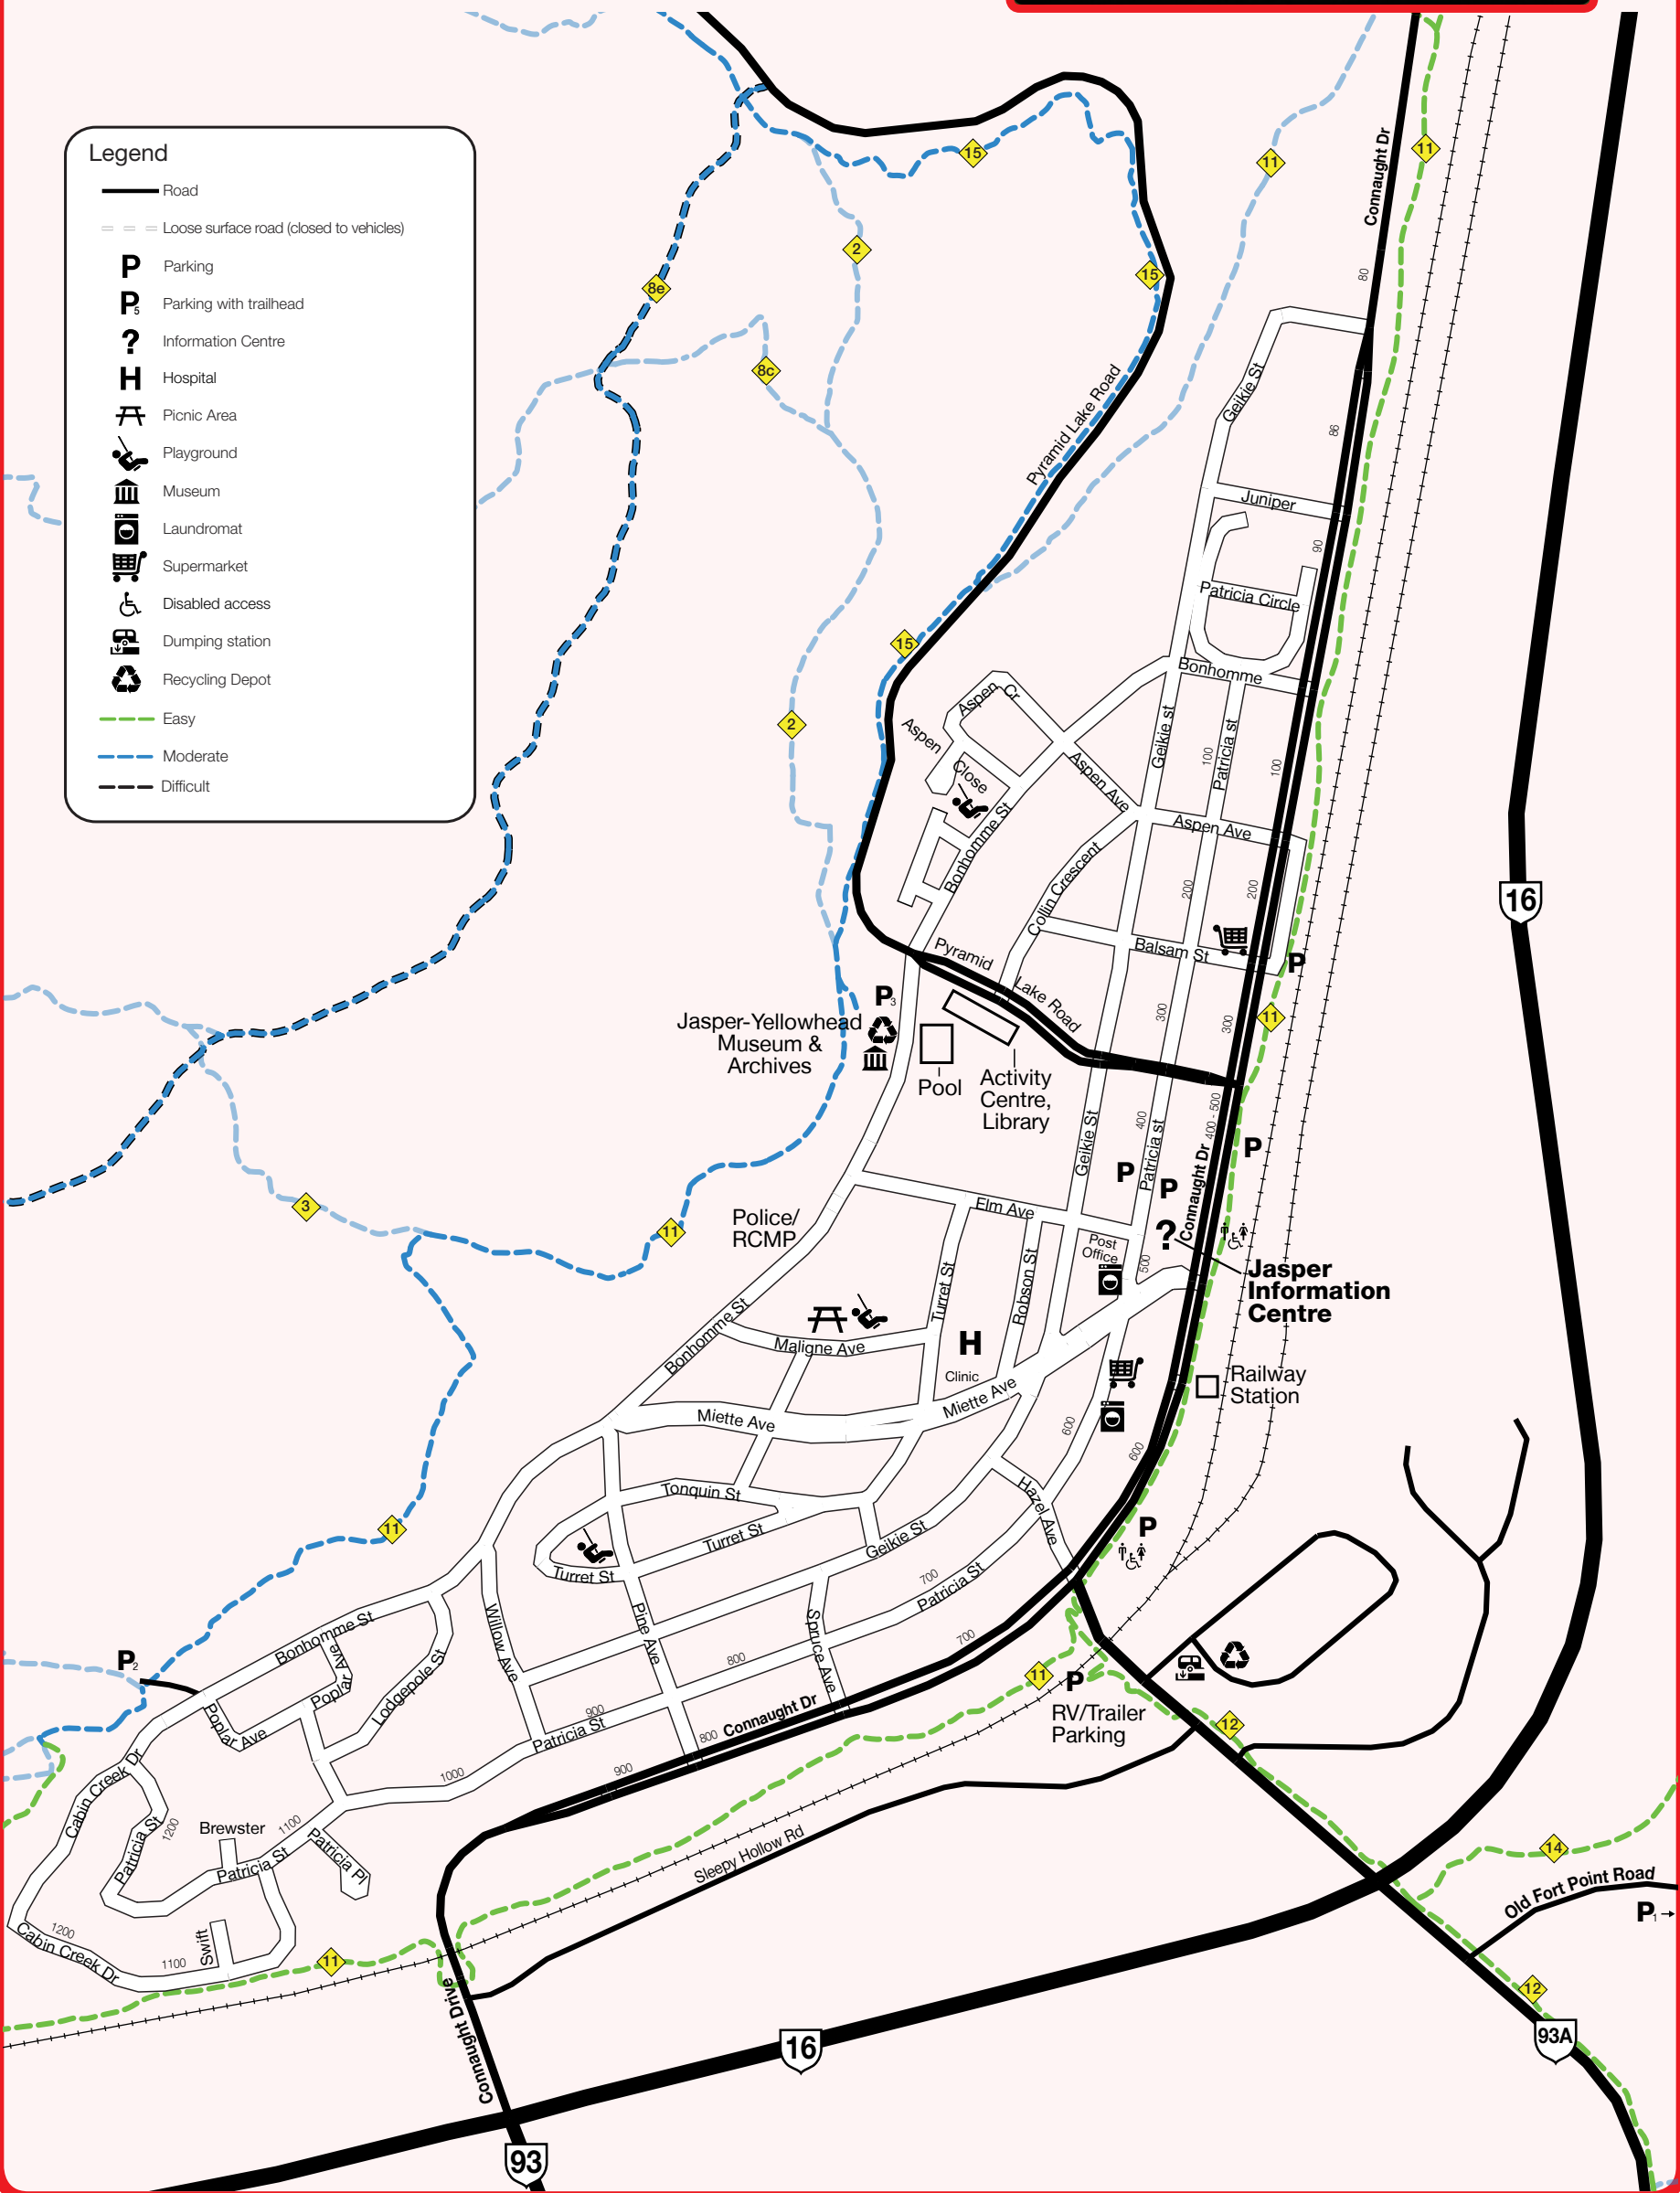 Legend
Road
Loose surface road (closed to vehicles)
P
Parking
P5
Parking with trailhead
?
Information Centre
H
Hospital
Picnic Area
Playground
Museum
Laundromat
Supermarket
Disabled access
Dumping station
Recycling Depot
Easy
Moderate
Difficult
15
11
11
Connaught Dr
2
8e
15
80
8c
Geikie St
Pyramid Lake Road
86
Juniper
90
Patricia Circle
15
Bonhomme
Aspen Cr
2
Aspen
Close
Geikie st
100
Patricia st
100
Aspen Ave
Aspen Ave
Bonhomme St
Collin Crescent
200
200
16
Pyramid
Lake Road
Balsam St
P
P3
300
300
11
Jasper-Yellowhead
Museum &
Archives
Pool
Activity
Centre,
Library
Geikie St
400
Patricia st
400 - 500
Connaught Dr
P
P
P
3
11
Police/
RCMP
Elm Ave
Post
Office
?
500
Jasper
Information
Centre
Turret St
Robson St
Bonhomme St
Maligne Ave
H
Clinic
Railway
Station
Miette Ave
Miette Ave
600
600
11
Tonquin St
Hazel Ave
Turret St
Geikie St
P
Turret St
700
Patricia St
Willow Ave
Pine Ave
Spruce Ave
700
P2
Bonhomme St
Poplar Ave
Lodgepole St
800
11
P
RV/Trailer
Parking
12
Poplar Ave
900
Patricia St
800
Connaught Dr
900
1000
Cabin Creek Dr
Patricia St
1200
Brewster
1100
Patricia St
Patricia Pl
Sleepy Hollow Rd
14
Old Fort Point Road
P1
1200
Cabin Creek Dr
1100
Swift
11
12
Connaught Drive
16
93A
93